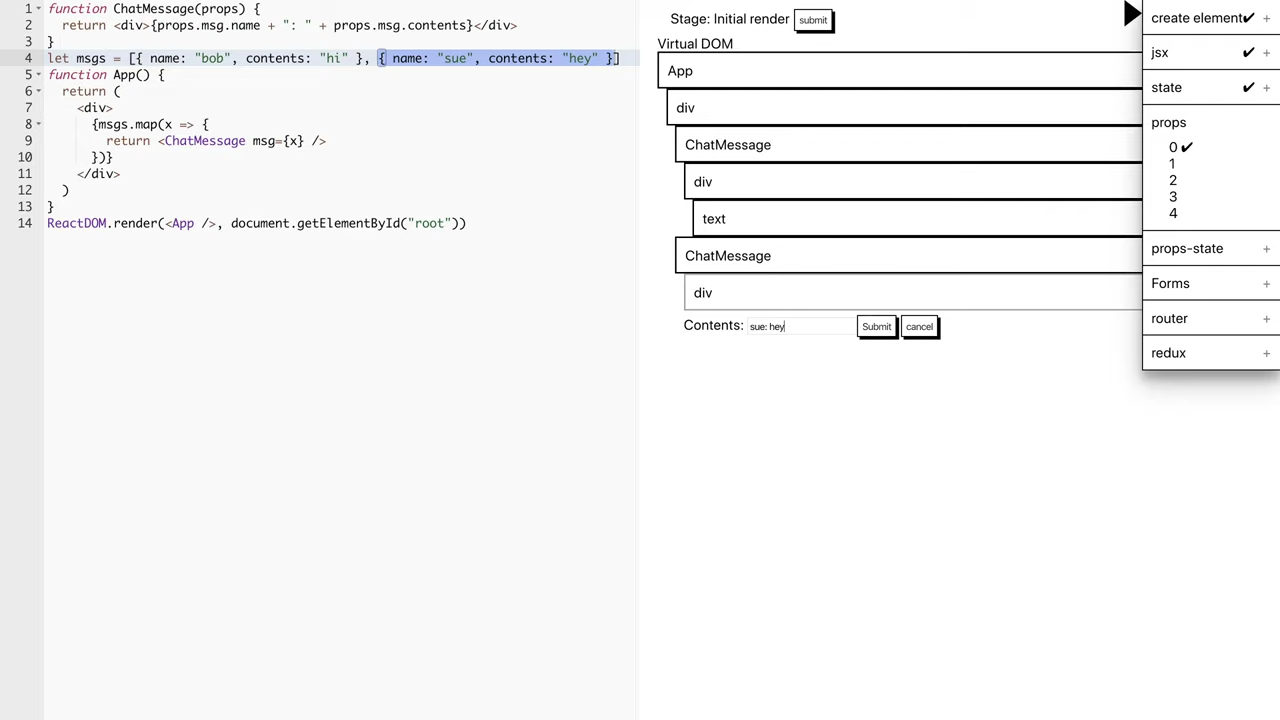 1 function ChatMessage(props) {
2 return <div>{props.msg.name + ": " + props.msg.contents}</div>
3 }
4 let msgs = [{ name: "bob", contents: "hi" }, { name: "sue", contents: "hey" }]
5 function App() {
6 return (
7 <div>
8 {msgs.map(x => {
9 return <ChatMessage msg={x} />
10 })}
11 </div>
12 )
13 }
14 ReactDOM.render(<App />, document.getElementById("root"))
Stage: Initial render submit
Virtual DOM
App
div
ChatMessage
div
text
ChatMessage
div
Contents: sue: hey Submit cancel
create element✔ +
jsx ✔ +
state ✔ +
props
0 ✔
1
2
3
4
props-state +
Forms +
router +
redux +